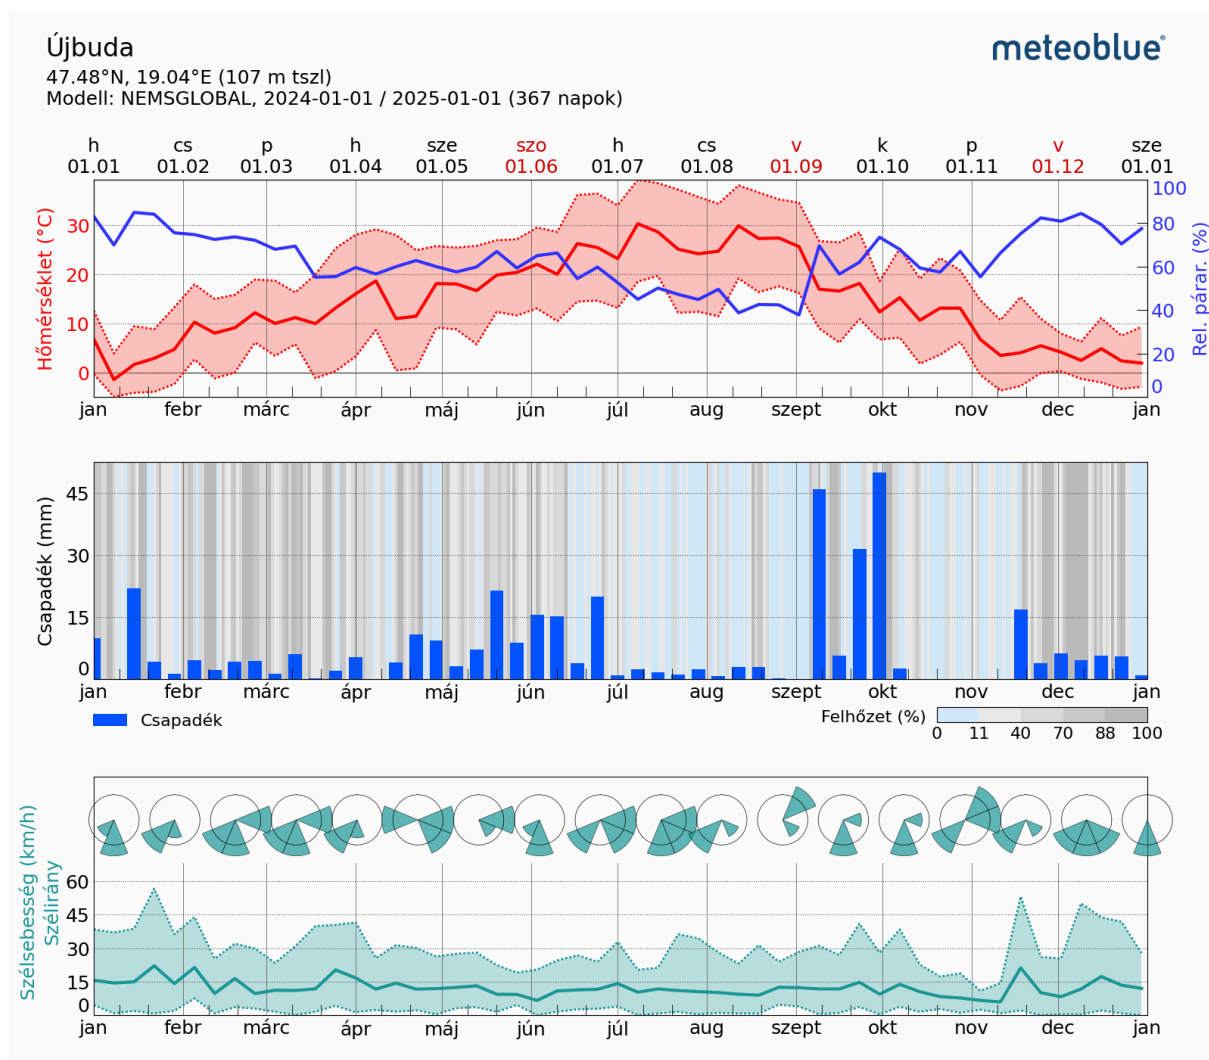 Újbuda
meteoblue®
47.48°N, 19.04°E (107 m tszl)
Modell: NEMSGLOBAL, 2024-01-01 / 2025-01-01 (367 napok)
h cs p h sze szo h cs v k p v sze
01.01 01.02 01.03 01.04 01.05 01.06 01.07 01.08 01.09 01.10 01.11 01.12 01.01
Hőmérséklet (°C)
30
20
10
0
100
80
60
40
20
0
Rel. párar. (%)
jan febr márc ápr máj jún júl aug szept okt nov dec jan
Csapadék (mm)
45
30
15
0
jan febr márc ápr máj jún júl aug szept okt nov dec jan
Csapadék
Felhőzet (%)
0 11 40 70 88 100
Szélsebesség (km/h)
Szélirány
60
45
30
15
0
jan febr márc ápr máj jún júl aug szept okt nov dec jan